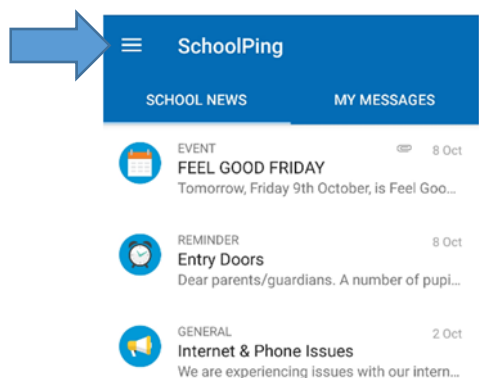 SchoolPing
SCHOOL NEWS MY MESSAGES
EVENT 8 Oct
FEEL GOOD FRIDAY
Tomorrow, Friday 9th October, is Feel Goo...
REMINDER 8 Oct
Entry Doors
Dear parents/guardians. A number of pupi...
GENERAL 2 Oct
Internet & Phone Issues
We are experiencing issues with our intern...